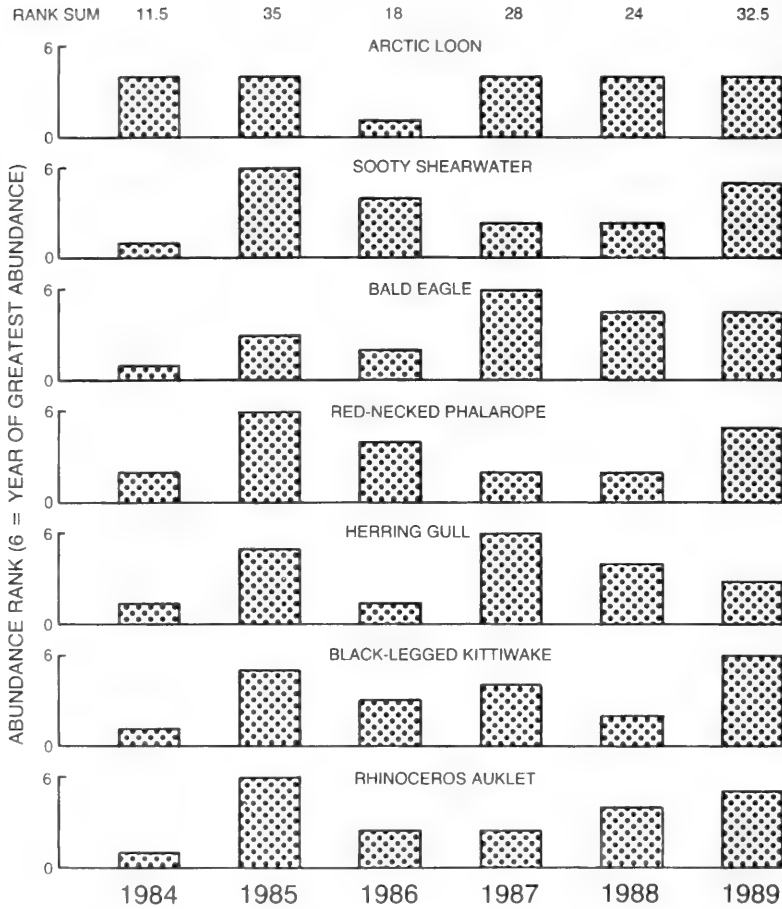 RANK SUM 11.5 35 18 28 24 32.5
ARCTIC LOON
6
0
SOOTY SHEARWATER
6
0
BALD EAGLE
6
0
RED-NECKED PHALAROPE
6
0
HERRING GULL
6
0
BLACK-LEGGED KITTIWAKE
6
0
RHINOCEROS AUKLET
6
0
1984 1985 1986 1987 1988 1989
ABUNDANCE RANK (6 = YEAR OF GREATEST ABUNDANCE)